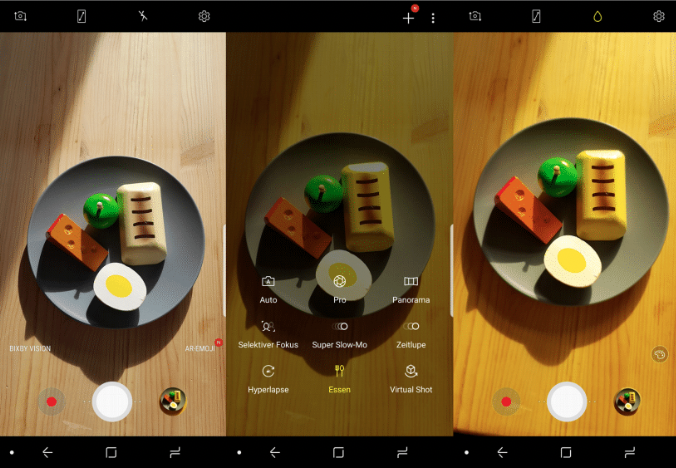 BIXBY VISION
AR-EMOJI
Auto
Pro
Panorama
Selektiver Fokus
Super Slow-Mo
Zeitlupe
Hyperlapse
Essen
Virtual Shot